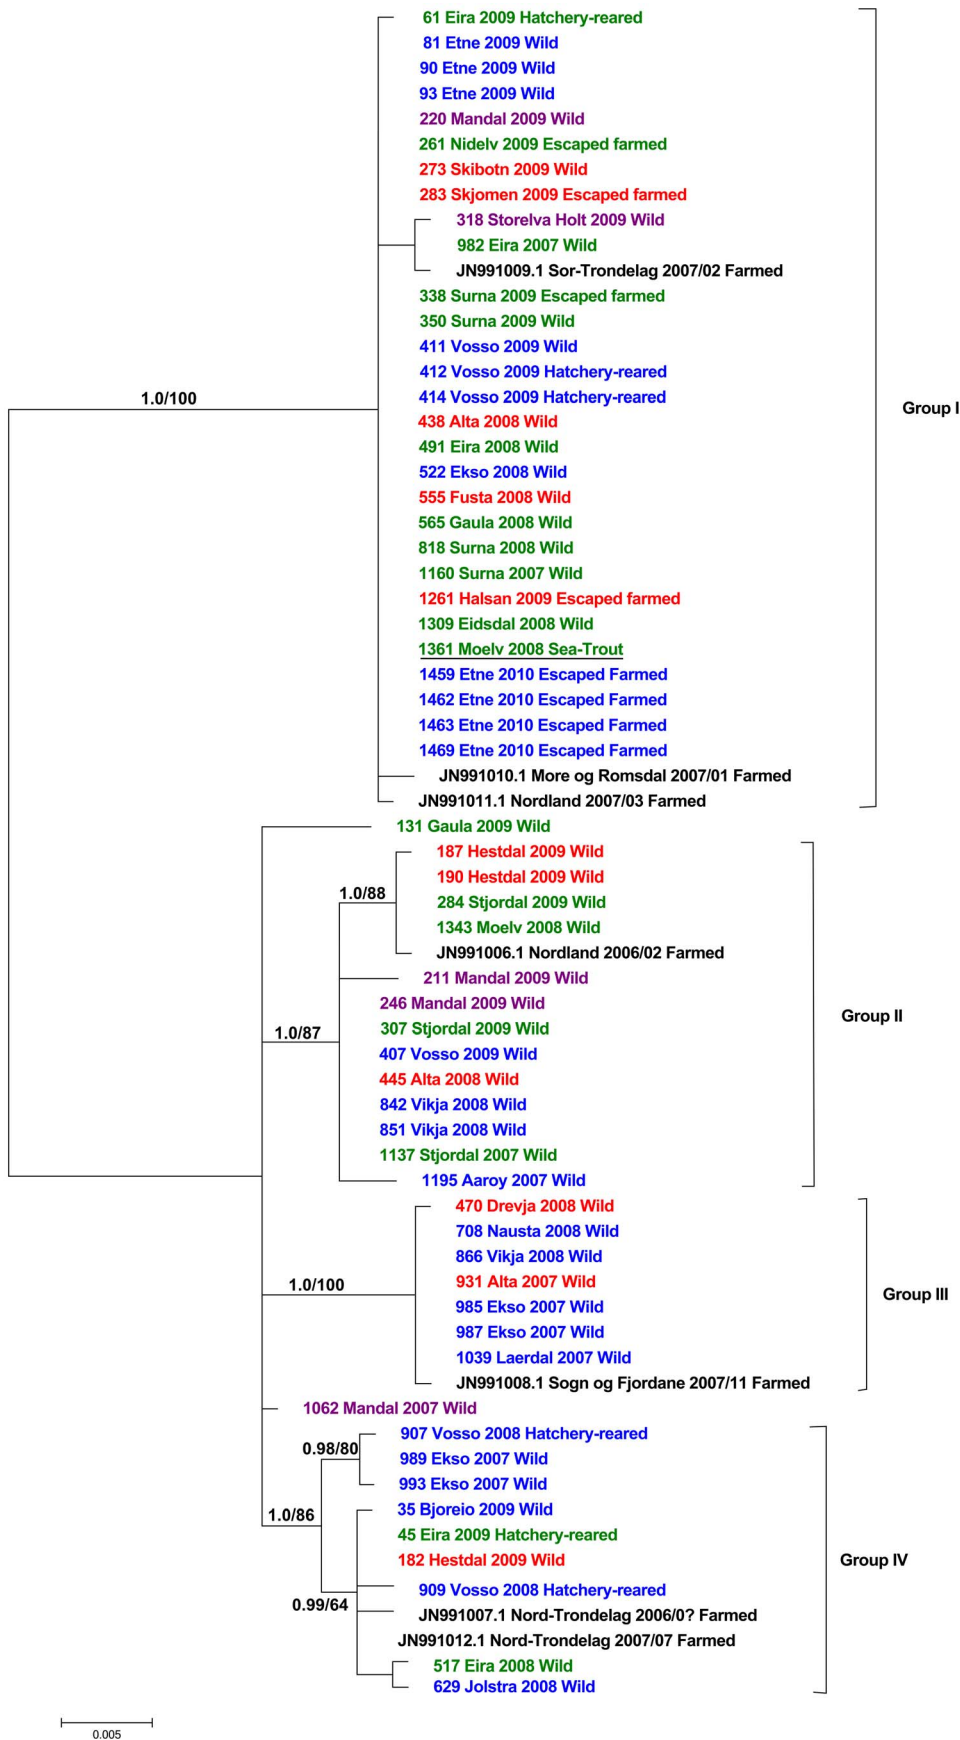 61 Eira 2009 Hatchery-reared
81 Etne 2009 Wild
90 Etne 2009 Wild
93 Etne 2009 Wild
220 Mandal 2009 Wild
261 Nidelv 2009 Escaped farmed
273 Skibotn 2009 Wild
283 Skjomen 2009 Escaped farmed
318 Storelva Holt 2009 Wild
982 Eira 2007 Wild
JN991009.1 Sor-Trondelag 2007/02 Farmed
338 Surna 2009 Escaped farmed
350 Surna 2009 Wild
411 Vosso 2009 Wild
412 Vosso 2009 Hatchery-reared
414 Vosso 2009 Hatchery-reared
1.0/100
Group I
438 Alta 2008 Wild
491 Eira 2008 Wild
522 Ekso 2008 Wild
555 Fusta 2008 Wild
565 Gaula 2008 Wild
818 Surna 2008 Wild
1160 Surna 2007 Wild
1261 Halsan 2009 Escaped farmed
1309 Eidsdal 2008 Wild
1361 Moelv 2008 Sea-Trout
1459 Etne 2010 Escaped Farmed
1462 Etne 2010 Escaped Farmed
1463 Etne 2010 Escaped Farmed
1469 Etne 2010 Escaped Farmed
JN991010.1 More og Romsdal 2007/01 Farmed
JN991011.1 Nordland 2007/03 Farmed
131 Gaula 2009 Wild
187 Hestdal 2009 Wild
190 Hestdal 2009 Wild
1.0/88
284 Stjordal 2009 Wild
1343 Moelv 2008 Wild
JN991006.1 Nordland 2006/02 Farmed
211 Mandal 2009 Wild
246 Mandal 2009 Wild
Group II
307 Stjordal 2009 Wild
1.0/87
407 Vosso 2009 Wild
445 Alta 2008 Wild
842 Vikja 2008 Wild
851 Vikja 2008 Wild
1137 Stjordal 2007 Wild
1195 Aaroy 2007 Wild
470 Drevja 2008 Wild
708 Nausta 2008 Wild
866 Vikja 2008 Wild
931 Alta 2007 Wild
1.0/100
Group III
985 Ekso 2007 Wild
987 Ekso 2007 Wild
1039 Laerdal 2007 Wild
JN991008.1 Sogn og Fjordane 2007/11 Farmed
1062 Mandal 2007 Wild
907 Vosso 2008 Hatchery-reared
0.98/80
989 Ekso 2007 Wild
993 Ekso 2007 Wild
35 Bjoreio 2009 Wild
1.0/86
45 Eira 2009 Hatchery-reared
182 Hestdal 2009 Wild
Group IV
909 Vosso 2008 Hatchery-reared
0.99/64
JN991007.1 Nord-Trondelag 2006/0? Farmed
JN991012.1 Nord-Trondelag 2007/07 Farmed
517 Eira 2008 Wild
629 Jolstra 2008 Wild
0.005